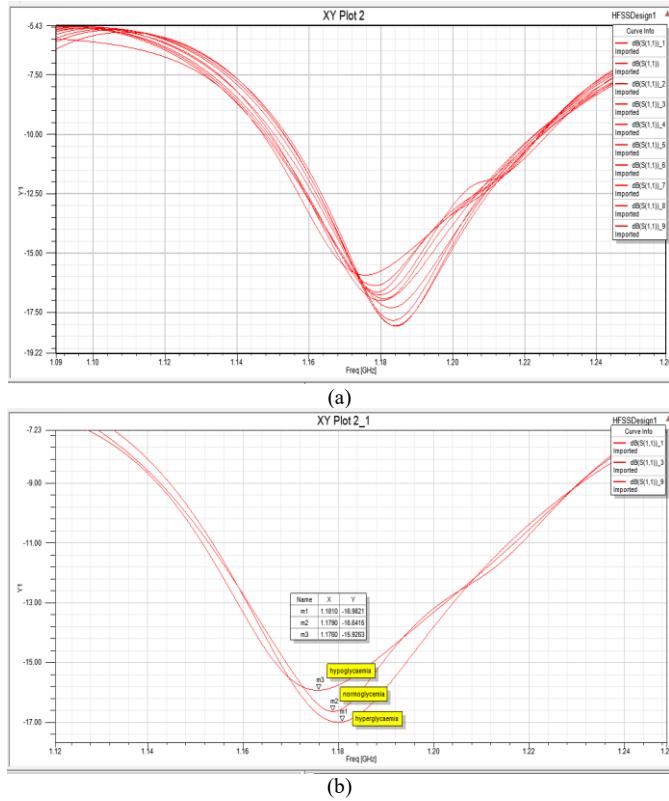 XY Plot 2
HFSSDesign1
Curve Info
dB(S(1,1))_1
Imported
dB(S(1,1))
Imported
dB(S(1,1))_2
Imported
dB(S(1,1))_3
Imported
dB(S(1,1))_4
Imported
dB(S(1,1))_5
Imported
dB(S(1,1))_6
Imported
dB(S(1,1))_7
Imported
dB(S(1,1))_8
Imported
dB(S(1,1))_9
Imported
-5.43
-7.50
-10.00
-12.50
-15.00
-17.50
-19.22
Y1
1.09 1.10 1.12 1.14 1.16 1.18 1.20 1.22 1.24
Freq [GHz]
(a)
XY Plot 2_1
HFSSDesign1
Curve Info
dB(S(1,1))_1
Imported
dB(S(1,1))_3
Imported
dB(S(1,1))_9
Imported
-7.23
-9.00
-11.00
-13.00
-15.00
-17.00
Y1
Name X Y
m1 1.1810 -16.9821
m2 1.1790 -16.6415
m3 1.1760 -15.9263
m3
hypoglycaemia
m2
normoglycemia
m1
hyperglycaemia
1.12 1.14 1.16 1.18 1.20 1.22
Freq [GHz]
(b)